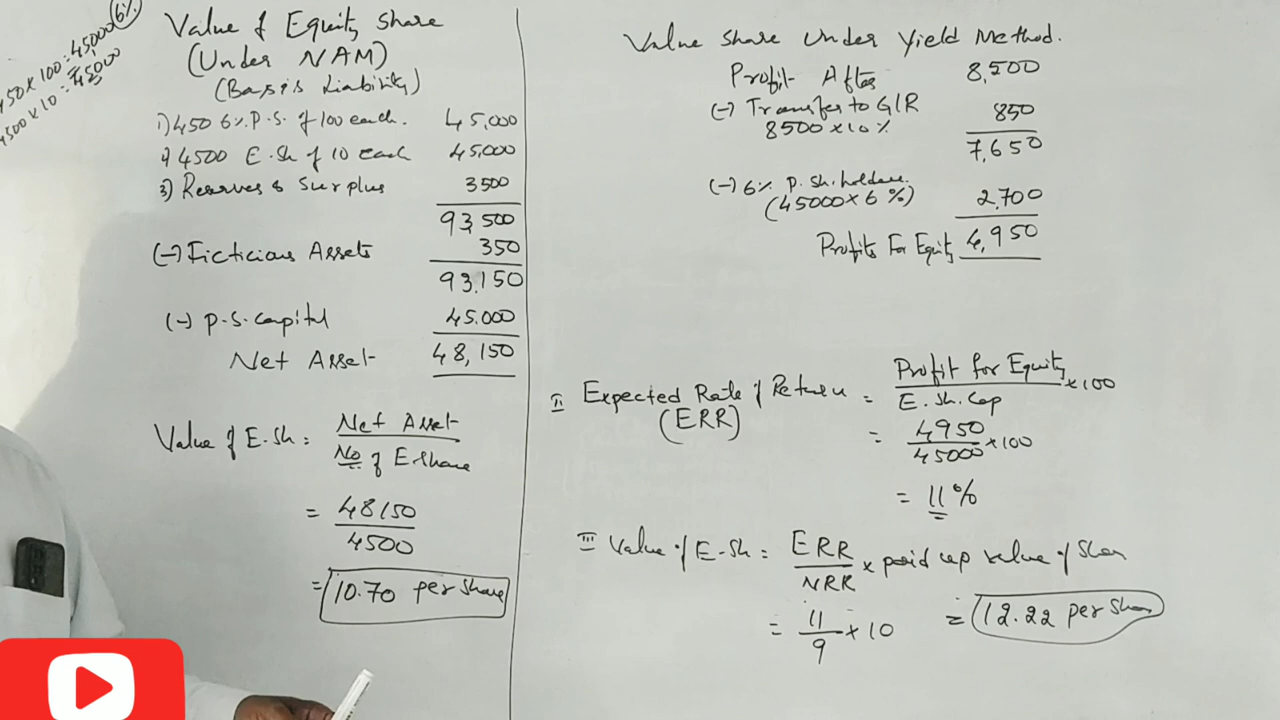 450 x 100 = 45,000 6%
4500 x 10 = 45000
Value of Equity Share
(Under NAM)
(Bassis Liability)
1) 450 6% P.S. of 100 each. 45,000
2) 4500 E.Sh of 10 each 45,000
3) Reserves & Surplus 3500
93,500
(-) Ficticious Assets 350
93,150
(-) P.S. Capital 45.000
Net Asset 48,150
Value of E.Sh = Net Asset
No of E.Share
= 48150
4500
= 10.70 per share
Value Share Under Yield Method.
Profit After 8,500
(-) Transfer to G/R 850
8500 x 10%
7,650
(-) 6% P. Sh. holders. 2,700
(45000 x 6%)
Profits For Equity 4,950
II Expected Rate of Return = Profit for Equity x 100
(ERR) E. Sh. Cap
= 4950 x 100
45000
= 11%
III Value of E-Sh = ERR x paid up value of Share
NRR
= 11 x 10 = 12.22 per Share
9